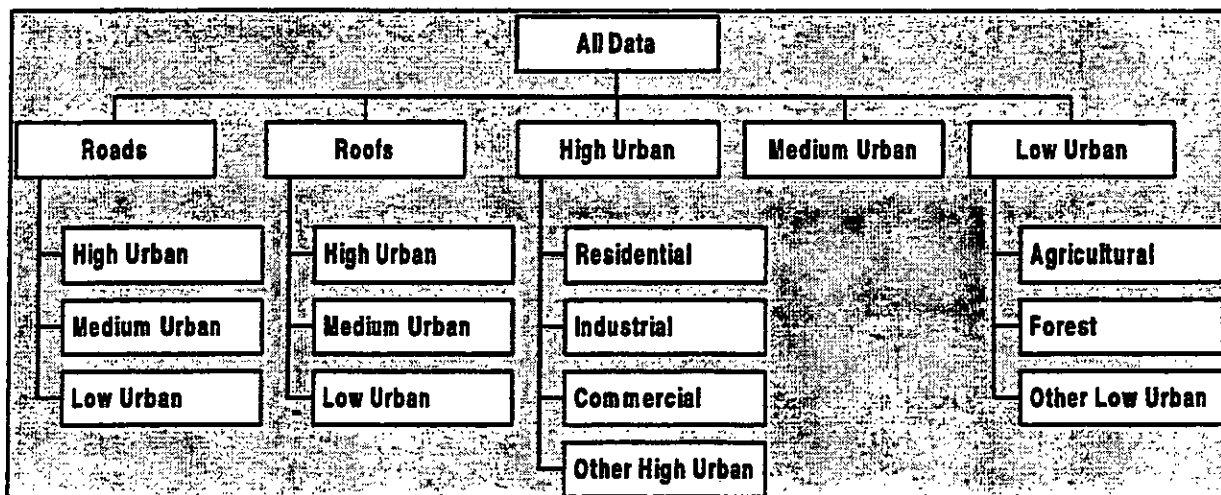 All Data
Roads
Roofs
High Urban
Medium Urban
Low Urban
High Urban
Medium Urban
Low Urban
High Urban
Medium Urban
Low Urban
Residential
Industrial
Commercial
Other High Urban
Agricultural
Forest
Other Low Urban